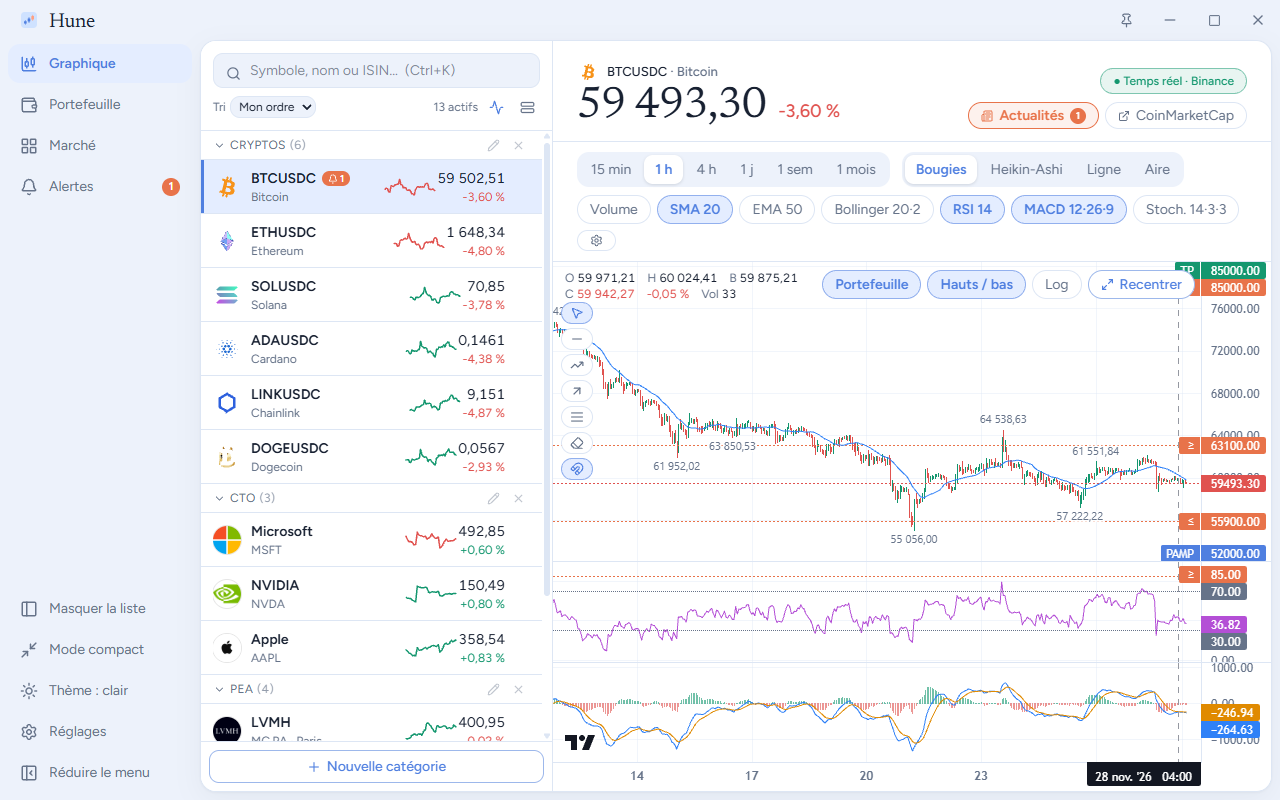 Hune
Graphique
Portefeuille
Marché
Alertes 1
Masquer la liste
Mode compact
Thème : clair
Réglages
Réduire le menu
Symbole, nom ou ISIN… (Ctrl+K)
Tri Mon ordre 13 actifs
CRYPTOS (6)
BTCUSDC 1 59 502,51
Bitcoin -3,60 %
ETHUSDC 1 648,34
Ethereum -4,80 %
SOLUSDC 70,85
Solana -3,78 %
ADAUSDC 0,1461
Cardano -4,38 %
LINKUSDC 9,151
Chainlink -4,87 %
DOGEUSDC 0,0567
Dogecoin -2,93 %
CTO (3)
Microsoft 492,85
MSFT +0,60 %
NVIDIA 150,49
NVDA +0,80 %
Apple 358,54
AAPL +0,83 %
PEA (4)
LVMH 400,95
Nouvelle catégorie
BTCUSDC · Bitcoin
59 493,30 -3,60 %
Temps réel · Binance
Actualités 1 CoinMarketCap
15 min 1 h 4 h 1 j 1 sem 1 mois Bougies Heikin-Ashi Ligne Aire
Volume SMA 20 EMA 50 Bollinger 20·2 RSI 14 MACD 12·26·9 Stoch. 14·3·3
O 59 971,21 H 60 024,41 B 59 875,21
C 59 942,27 -0,05 % Vol 33
Portefeuille Hauts / bas Log Recentrer
85000.00
85000.00
76000.00
72000.00
68000.00
64 538,63
64000.00
≥ 63100.00
63 850,53
61 551,84
61 952,02
59493.30
57 222,22
≤ 55900.00
55 056,00
PAMP 52000.00
≥ 85.00
70.00
36.82
30.00
0.00
1000.00
0.00
−246.94
−264.63
−1000.00
14 17 20 23 28 nov. '26 04:00